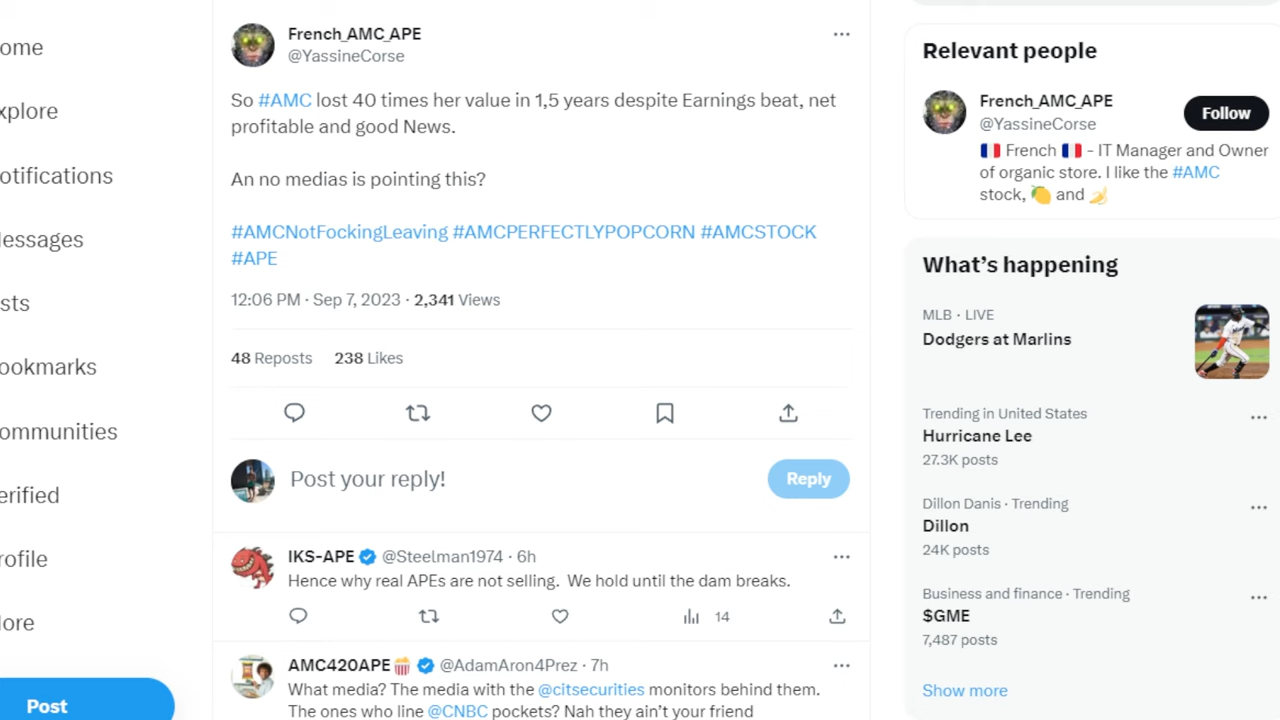 ome
xplore
otifications
lessages
sts
ookmarks
ommunities
erified
rofile
lore
Post
French_AMC_APE
@YassineCorse
So #AMC lost 40 times her value in 1,5 years despite Earnings beat, net
profitable and good News.
An no medias is pointing this?
#AMCNotFockingLeaving #AMCPERFECTLYPOPCORN #AMCSTOCK
#APE
12:06 PM · Sep 7, 2023 · 2,341 Views
48 Reposts 238 Likes
Post your reply!
Reply
IKS-APE @Steelman1974 · 6h
Hence why real APEs are not selling. We hold until the dam breaks.
14
AMC420APE🍿 @AdamAron4Prez · 7h
What media? The media with the @citsecurities monitors behind them.
The ones who line @CNBC pockets? Nah they ain't your friend
Relevant people
French_AMC_APE
@YassineCorse
Follow
🇫🇷 French 🇫🇷 - IT Manager and Owner
of organic store. I like the #AMC
stock, 🍋 and 🍌
What's happening
MLB · LIVE
Dodgers at Marlins
Trending in United States
Hurricane Lee
27.3K posts
Dillon Danis · Trending
Dillon
24K posts
Business and finance · Trending
$GME
7,487 posts
Show more